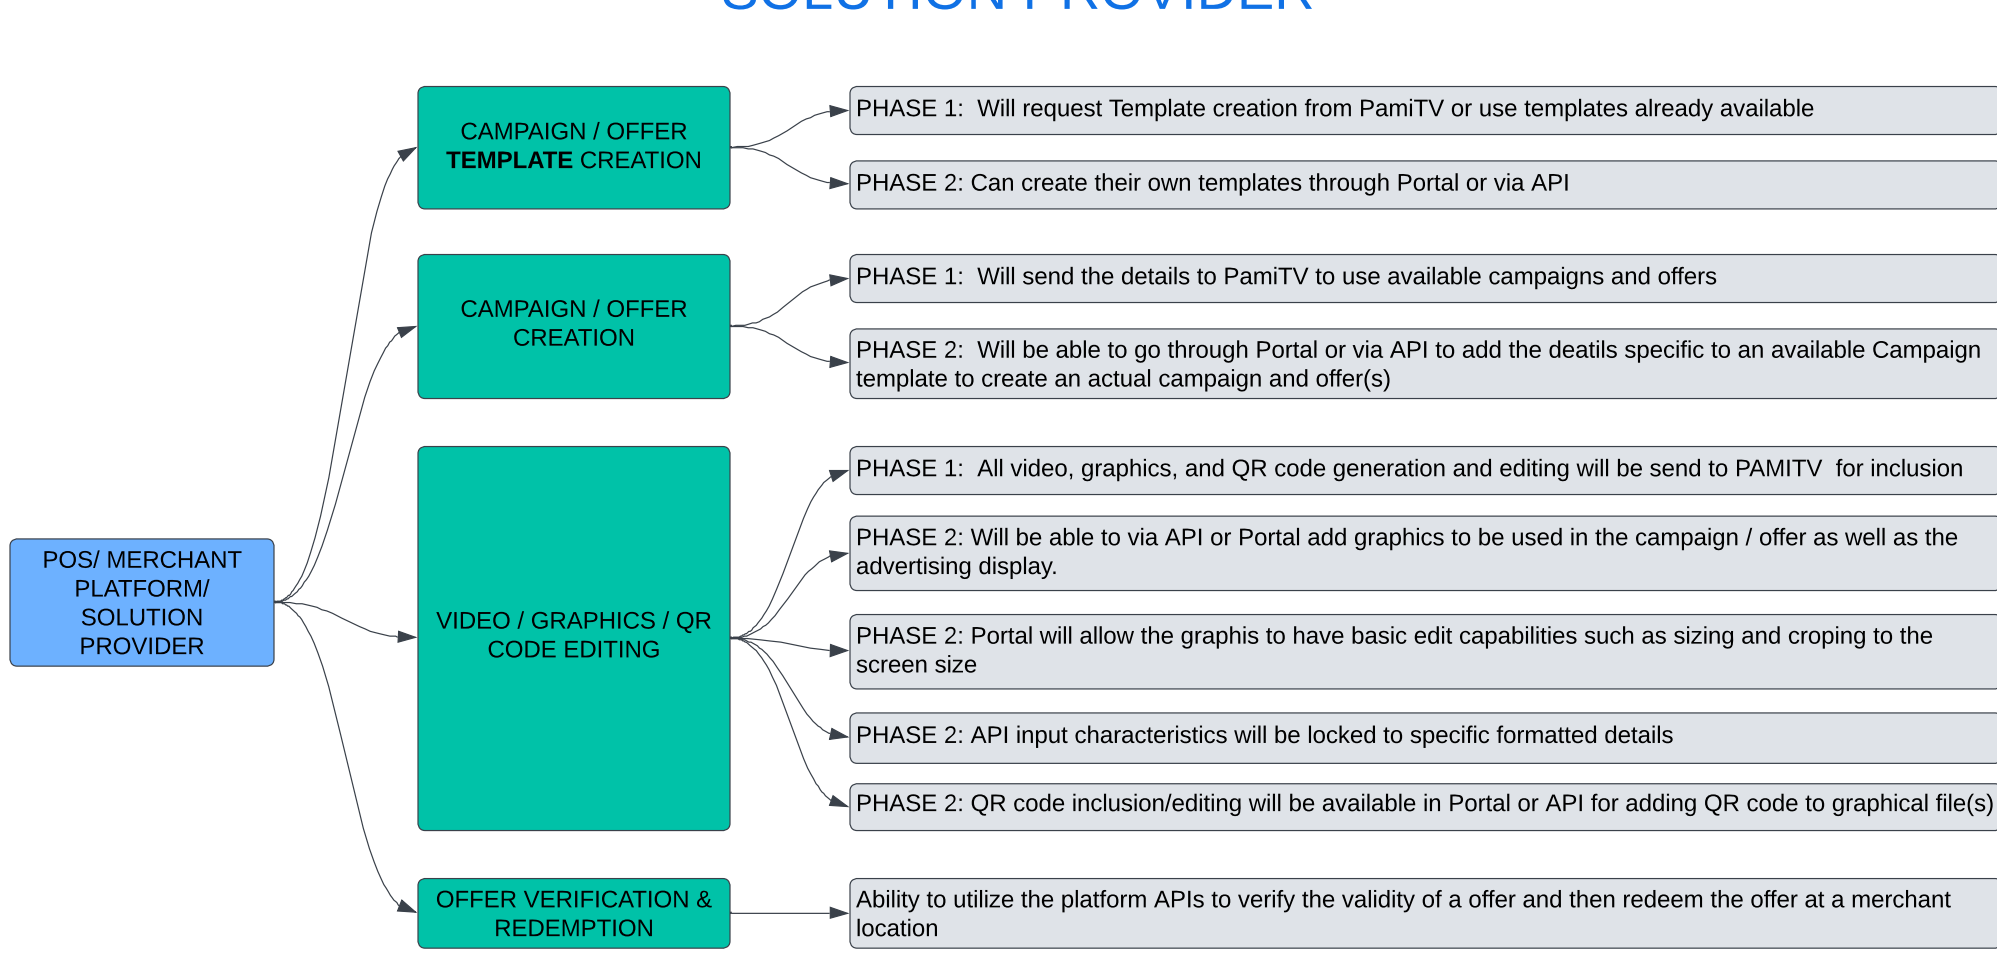 SOLUTION PROVIDER
CAMPAIGN / OFFER
TEMPLATE CREATION
PHASE 1:  Will request Template creation from PamiTV or use templates already available
PHASE 2: Can create their own templates through Portal or via API
CAMPAIGN / OFFER
CREATION
PHASE 1:  Will send the details to PamiTV to use available campaigns and offers
PHASE 2:  Will be able to go through Portal or via API to add the deatils specific to an available Campaign
template to create an actual campaign and offer(s)
POS/ MERCHANT
PLATFORM/
SOLUTION
PROVIDER
VIDEO / GRAPHICS / QR
CODE EDITING
PHASE 1:  All video, graphics, and QR code generation and editing will be send to PAMITV  for inclusion
PHASE 2: Will be able to via API or Portal add graphics to be used in the campaign / offer as well as the
advertising display.
PHASE 2: Portal will allow the graphis to have basic edit capabilities such as sizing and croping to the
screen size
PHASE 2: API input characteristics will be locked to specific formatted details
PHASE 2: QR code inclusion/editing will be available in Portal or API for adding QR code to graphical file(s)
OFFER VERIFICATION &
REDEMPTION
Ability to utilize the platform APIs to verify the validity of a offer and then redeem the offer at a merchant
location